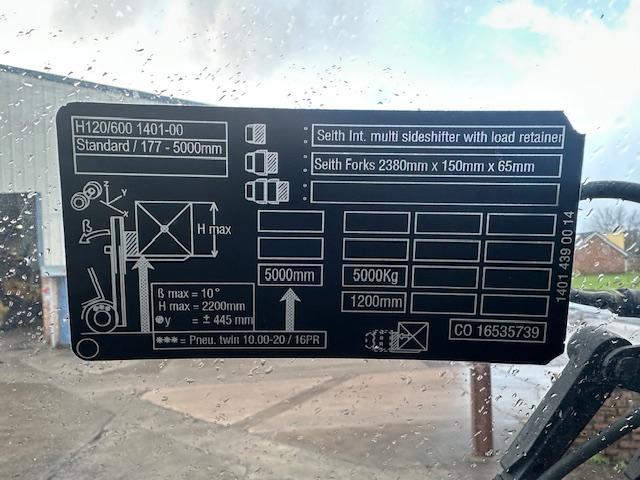 H120/600 1401-00
Standard / 177 - 5000mm
: Seith Int. multi sideshifter with load retainer
: Seith Forks 2380mm x 150mm x 65mm
:
Z
Y
X
ß
H max
ß max = 10°
H max = 2200mm
y = ± 445 mm
5000mm
5000Kg
1200mm
= Pneu. twin 10.00-20 / 16PR
CO 16535739
1401 439 00 14